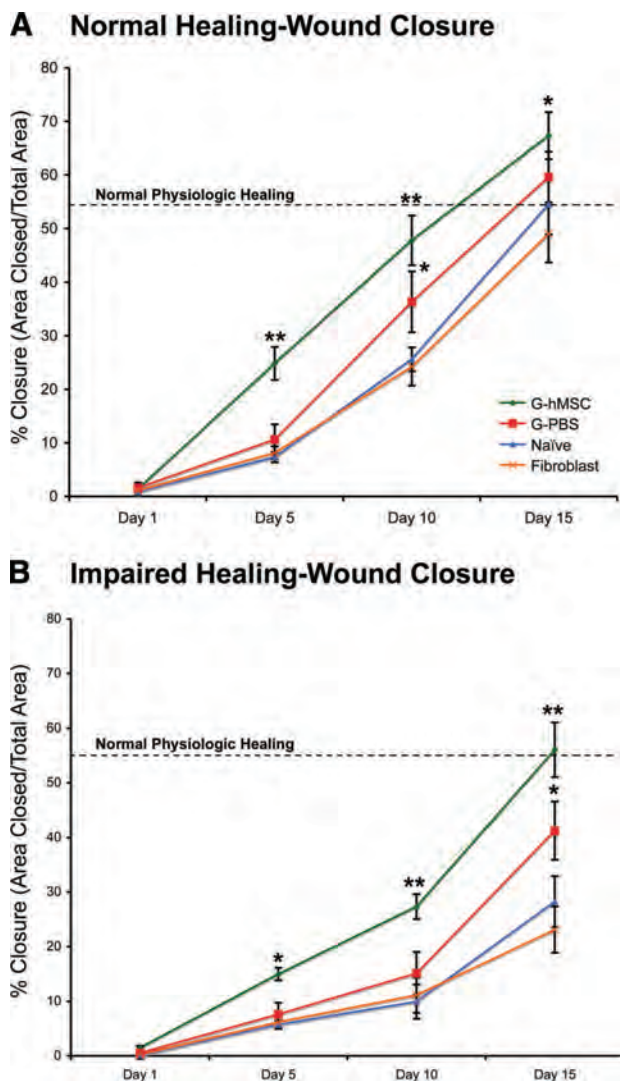 A Normal Healing-Wound Closure
80
70
60
50
40
30
20
10
0
% Closure (Area Closed/Total Area)
Normal Physiologic Healing
*
**
*
**
G-hMSC
G-PBS
Naïve
Fibroblast
Day 1 Day 5 Day 10 Day 15
B Impaired Healing-Wound Closure
80
70
60
50
40
30
20
10
0
% Closure (Area Closed/Total Area)
Normal Physiologic Healing
**
*
**
*
Day 1 Day 5 Day 10 Day 15